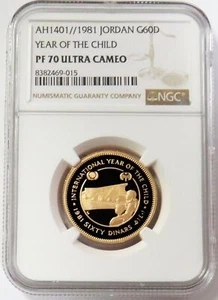 AH1401//1981 JORDAN G60D
YEAR OF THE CHILD
PF 70 ULTRA CAMEO
8382469-015
NUMISMATIC GUARANTY COMPANY
NGC
INTERNATIONAL YEAR OF THE CHILD
1981 SIXTY DINARS